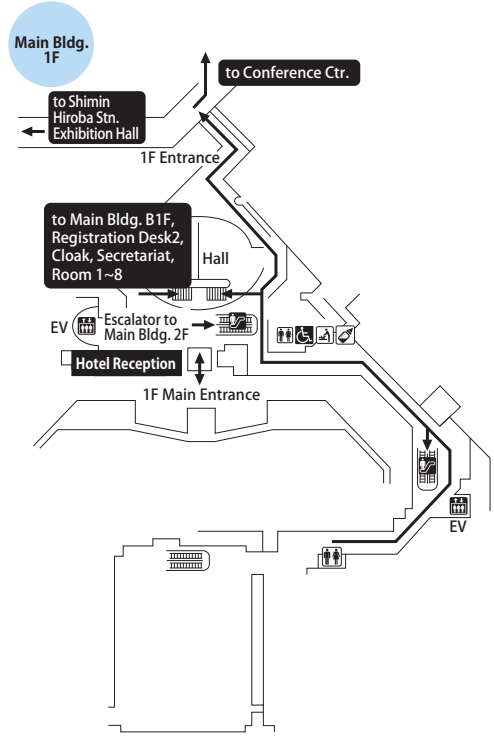 Main Bldg.
1F
to Conference Ctr.
to Shimin
Hiroba Stn.
Exhibition Hall
1F Entrance
to Main Bldg. B1F,
Registration Desk2,
Cloak, Secretariat,
Room 1~8
Hall
EV
Escalator to
Main Bldg. 2F
Hotel Reception
1F Main Entrance
EV